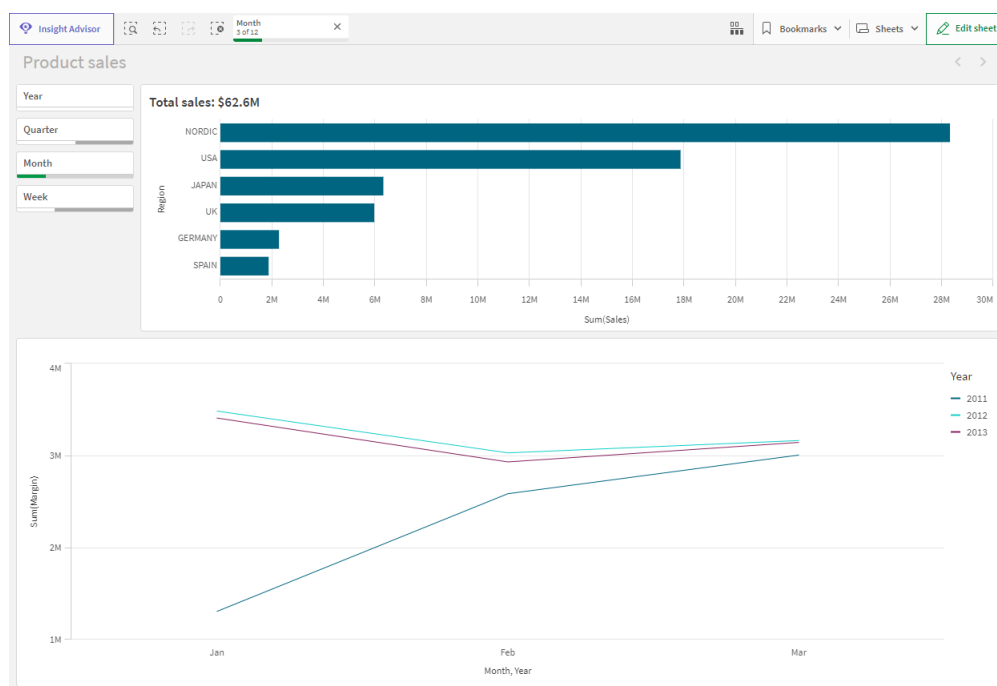 Insight Advisor
Month
3 of 12
Bookmarks
Sheets
Edit sheet
Product sales
Year
Quarter
Month
Week
Total sales: $62.6M
Region
NORDIC
USA
JAPAN
UK
GERMANY
SPAIN
0 2M 4M 6M 8M 10M 12M 14M 16M 18M 20M 22M 24M 26M 28M 30M
Sum(Sales)
Sum(Margin)
4M
3M
2M
1M
Jan Feb Mar
Month, Year
Year
2011
2012
2013